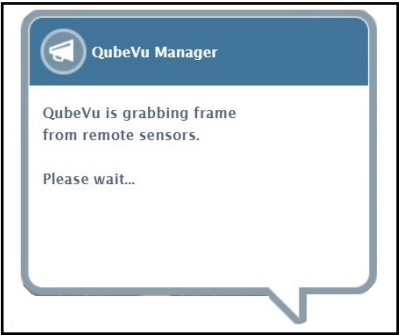 QubeVu Manager
QubeVu is grabbing frame
from remote sensors.
Please wait...